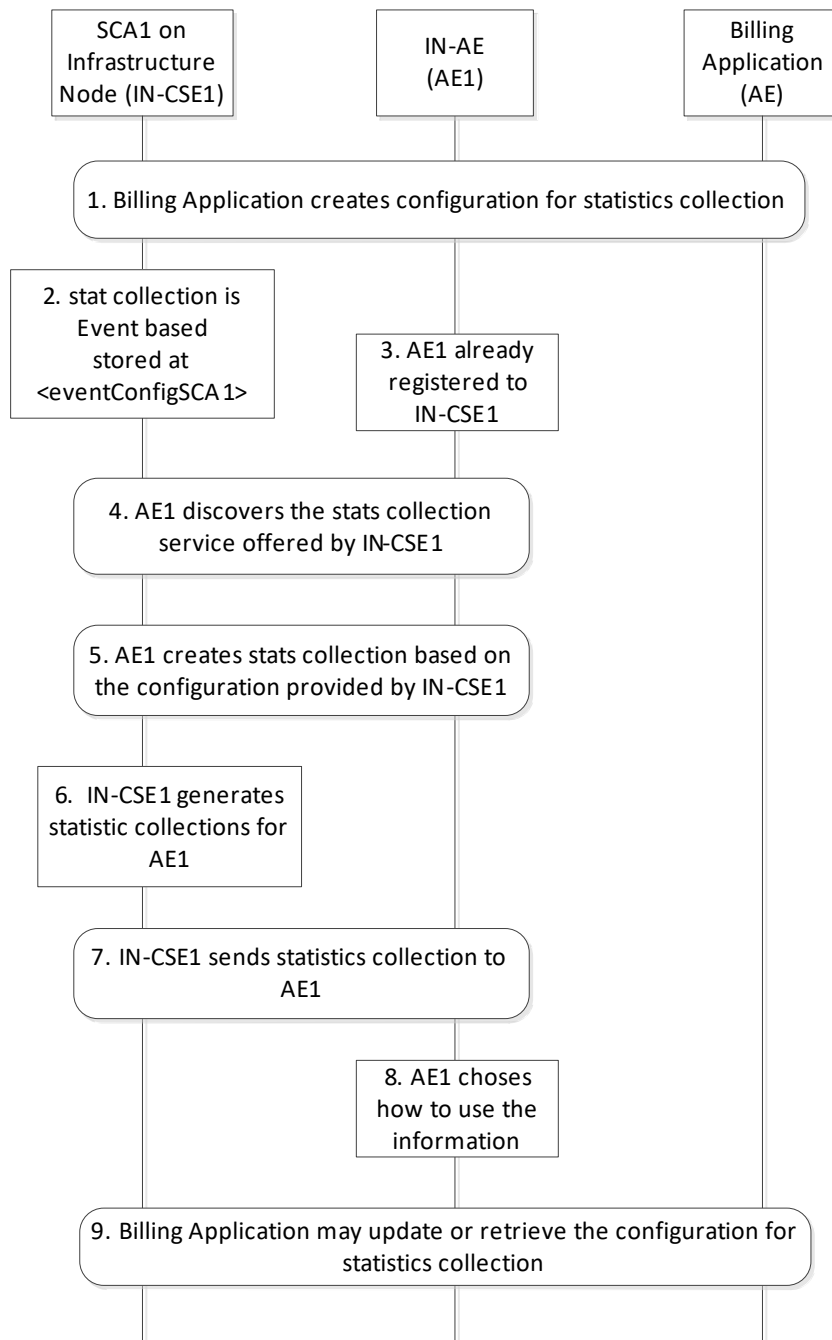 SCA1 on
Infrastructure
Node (IN-CSE1)
IN-AE
(AE1)
Billing
Application
(AE)
1. Billing Application creates configuration for statistics collection
2. stat collection is
Event based
stored at
<eventConfigSCA1>
3. AE1 already
registered to
IN-CSE1
4. AE1 discovers the stats collection
service offered by IN-CSE1
5. AE1 creates stats collection based on
the configuration provided by IN-CSE1
6. IN-CSE1 generates
statistic collections for
AE1
7. IN-CSE1 sends statistics collection to
AE1
8. AE1 choses
how to use the
information
9. Billing Application may update or retrieve the configuration for
statistics collection